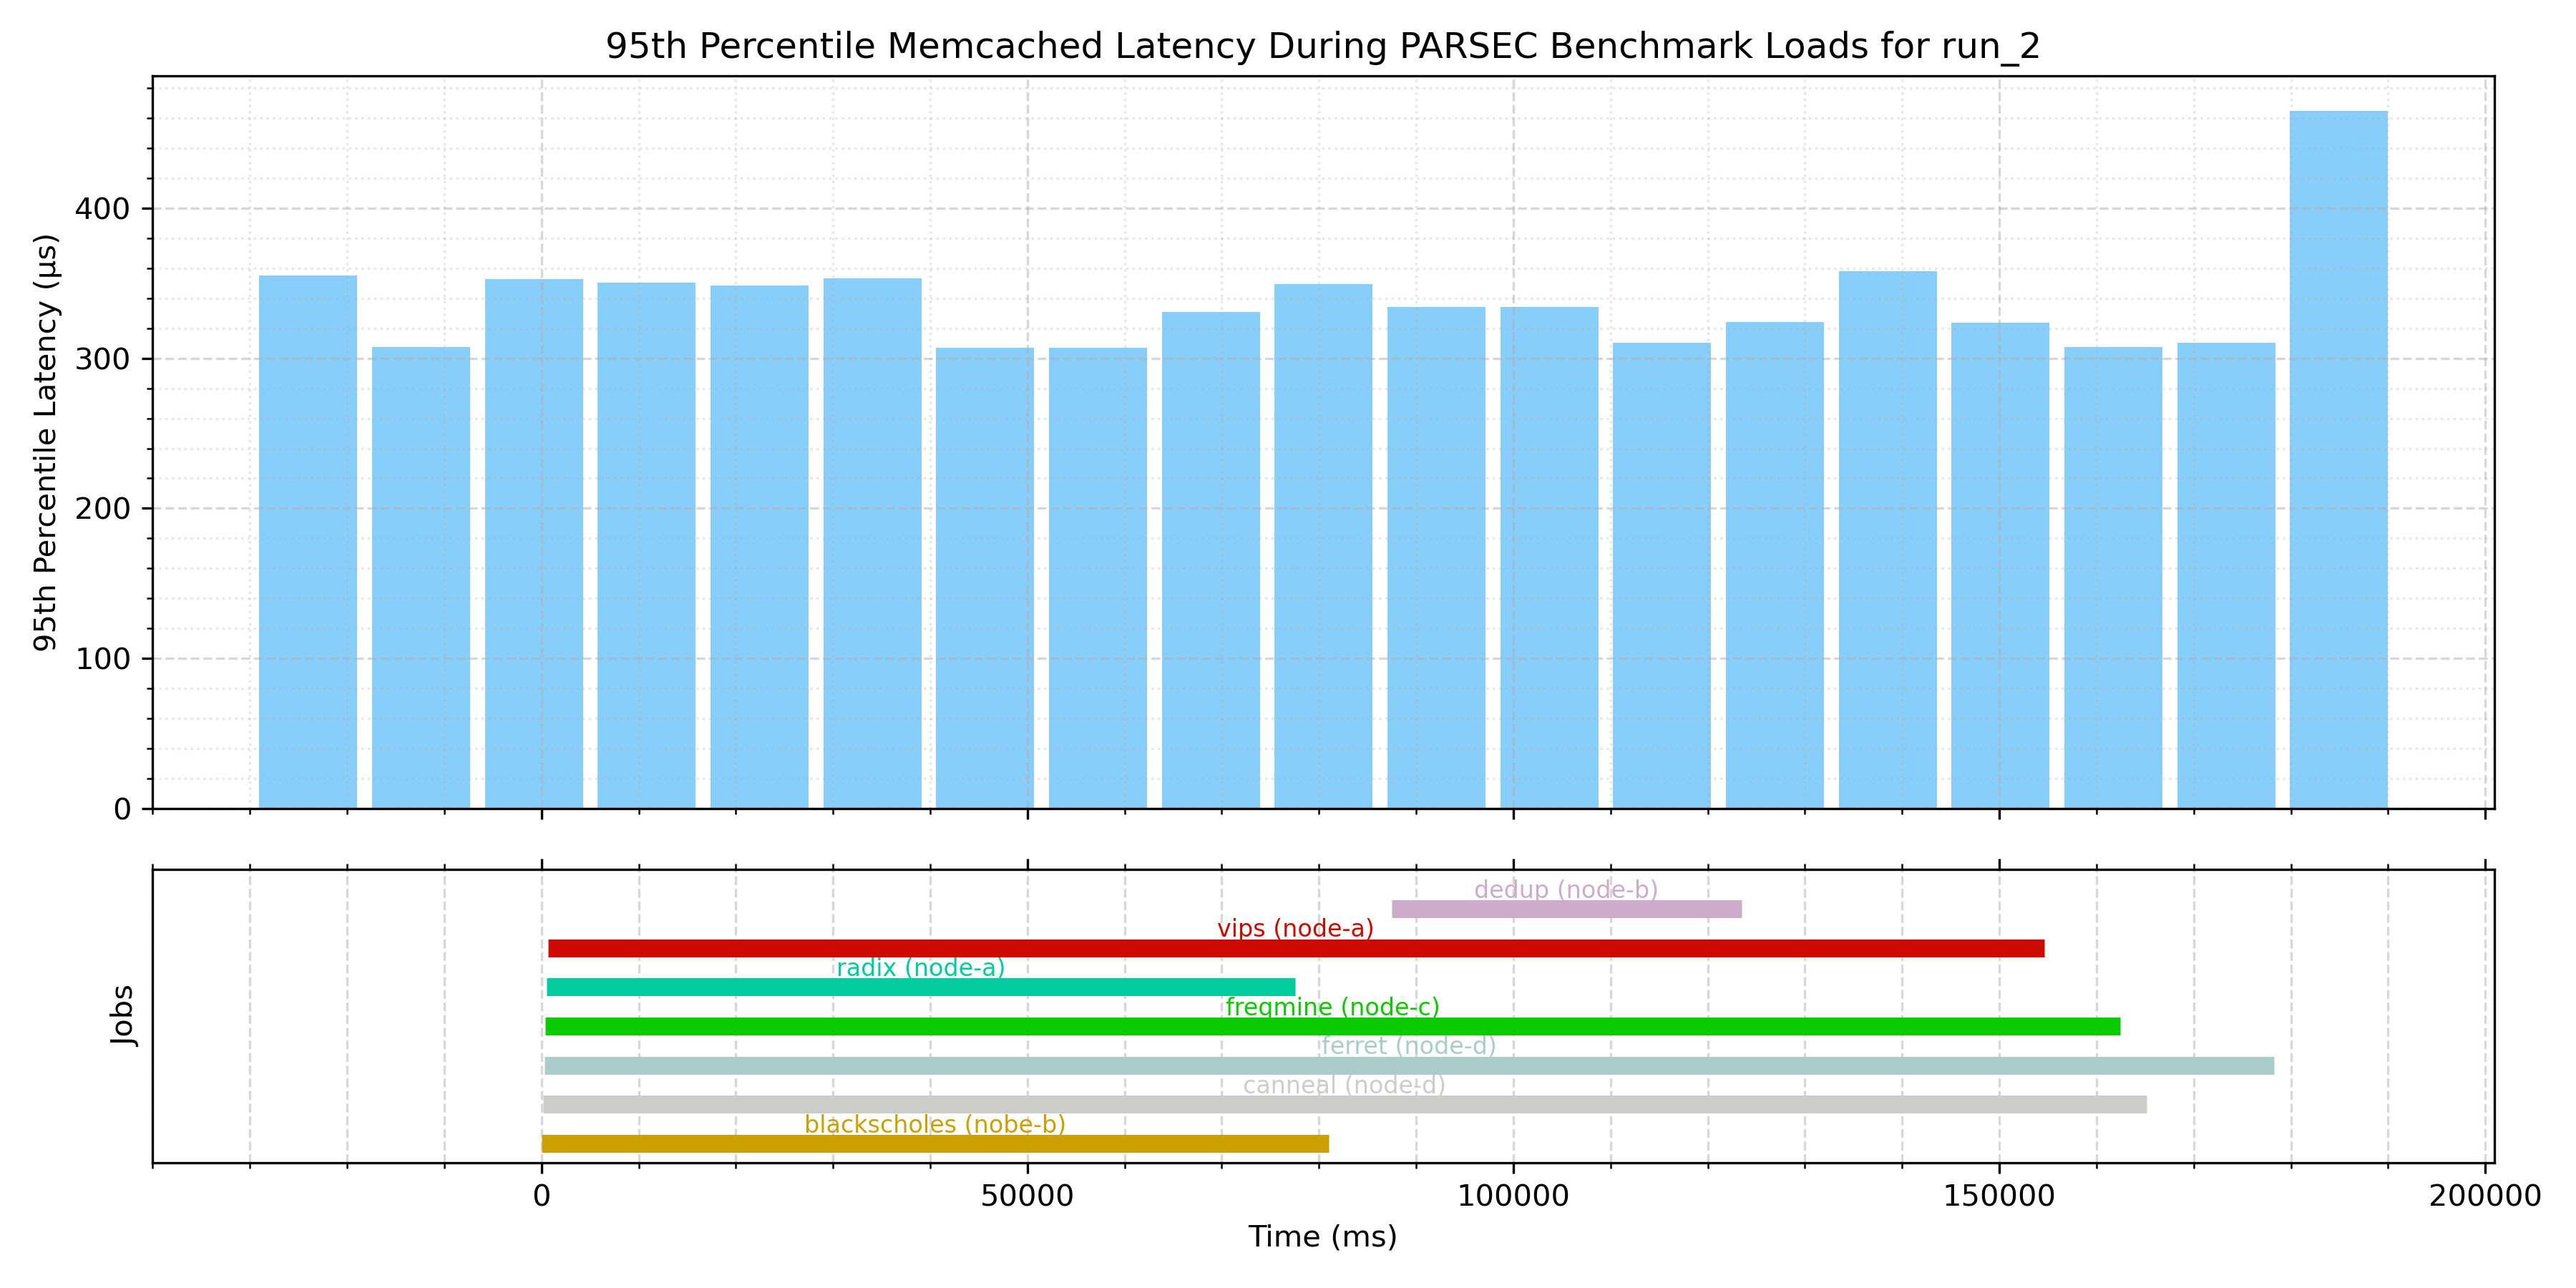 95th Percentile Memcached Latency During PARSEC Benchmark Loads for run_2
95th Percentile Latency (µs)
400
300
200
100
0
Jobs
dedup (node-b)
vips (node-a)
radix (node-a)
freqmine (node-c)
ferret (node-d)
canneal (node-d)
blackscholes (nobe-b)
0 50000 100000 150000 200000
Time (ms)